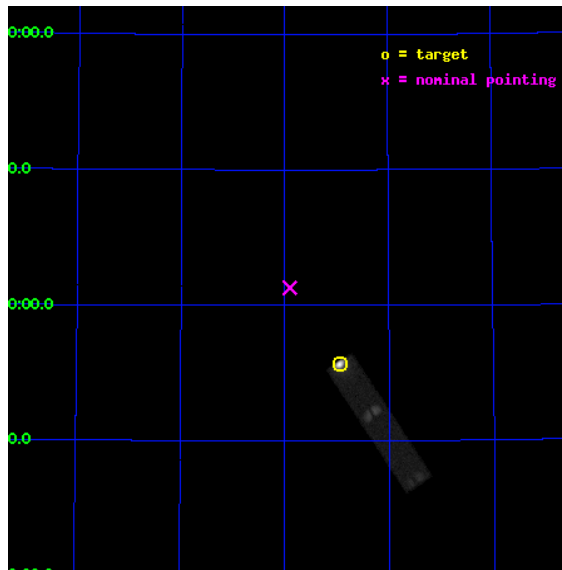 0:00.0
o = target
x = nominal pointing
0.0
0:00.0
0.0